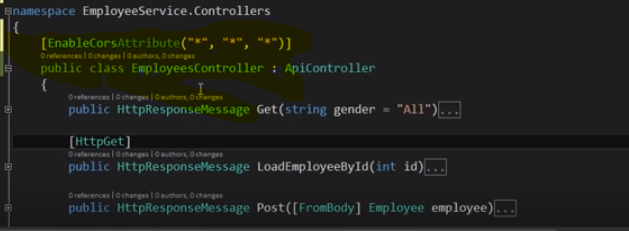 namespace EmployeeService.Controllers
{
[EnableCorsAttribute("*", "*", "*")]
0 references | 0 changes | 0 authors, 0 changes
public class EmployeesController : ApiController
{
0 references | 0 changes | 0 authors, 0 changes
public HttpResponseMessage Get(string gender = "All")...
[HttpGet]
0 references | 0 changes | 0 authors, 0 changes
public HttpResponseMessage LoadEmployeeById(int id)...
0 references | 0 changes | 0 authors, 0 changes
public HttpResponseMessage Post([FromBody] Employee employee)...